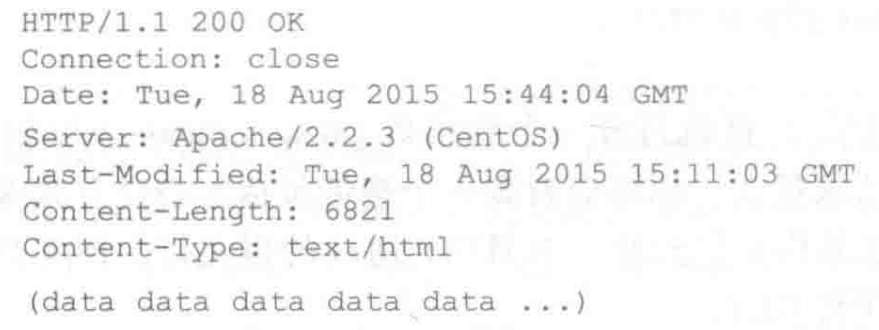 HTTP/1.1 200 OK
Connection: close
Date: Tue, 18 Aug 2015 15:44:04 GMT
Server: Apache/2.2.3 (CentOS)
Last-Modified: Tue, 18 Aug 2015 15:11:03 GMT
Content-Length: 6821
Content-Type: text/html
(data data data data data ...)